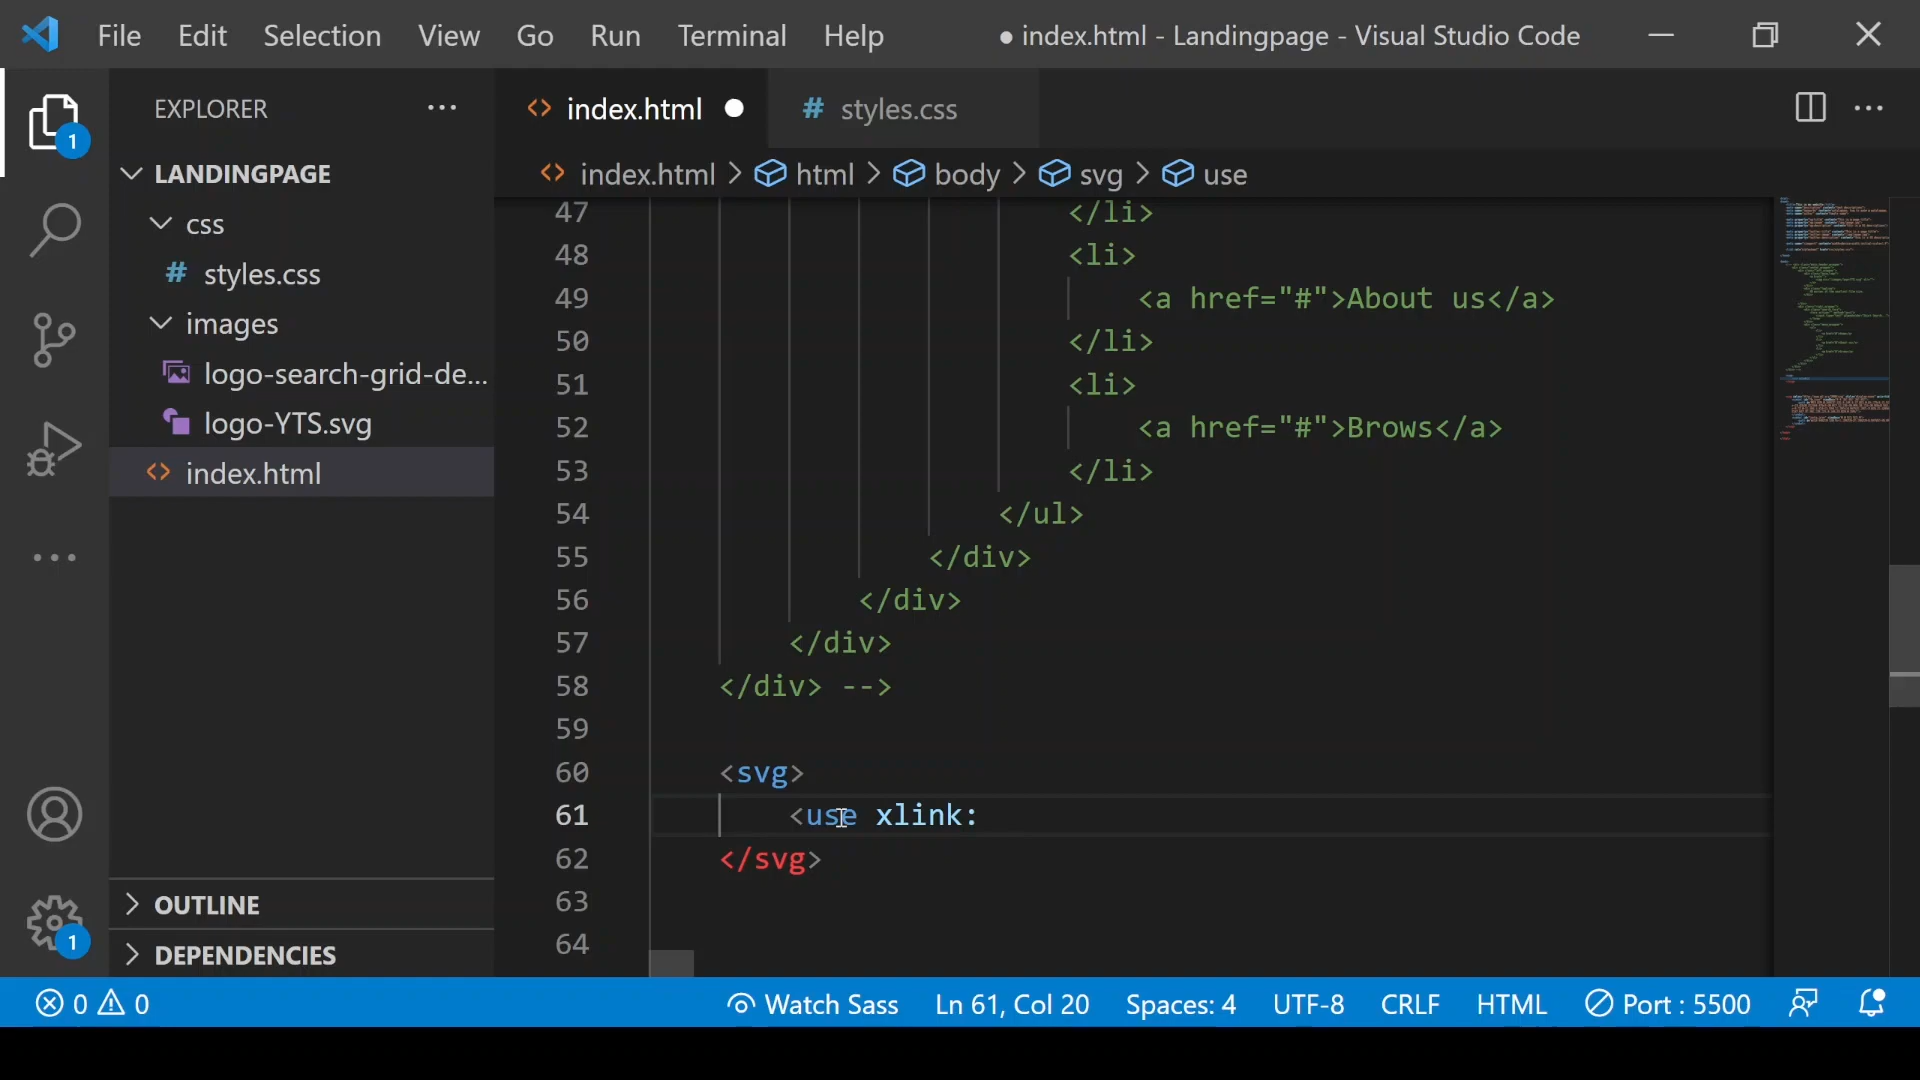 File Edit Selection View Go Run Terminal Help ● index.html - Landingpage - Visual Studio Code
EXPLORER
index.html
# styles.css
index.html > html > body > svg > use
1
LANDINGPAGE
css
# styles.css
images
logo-search-grid-de...
logo-YTS.svg
index.html
OUTLINE
DEPENDENCIES
1
47 </li>
48 <li>
49 <a href="#">About us</a>
50 </li>
51 <li>
52 <a href="#">Brows</a>
53 </li>
54 </ul>
55 </div>
56 </div>
57 </div>
58 </div> -->
59
60 <svg>
61 <use xlink:
62 </svg>
63
64
0 0 Watch Sass Ln 61, Col 20 Spaces: 4 UTF-8 CRLF HTML Port : 5500